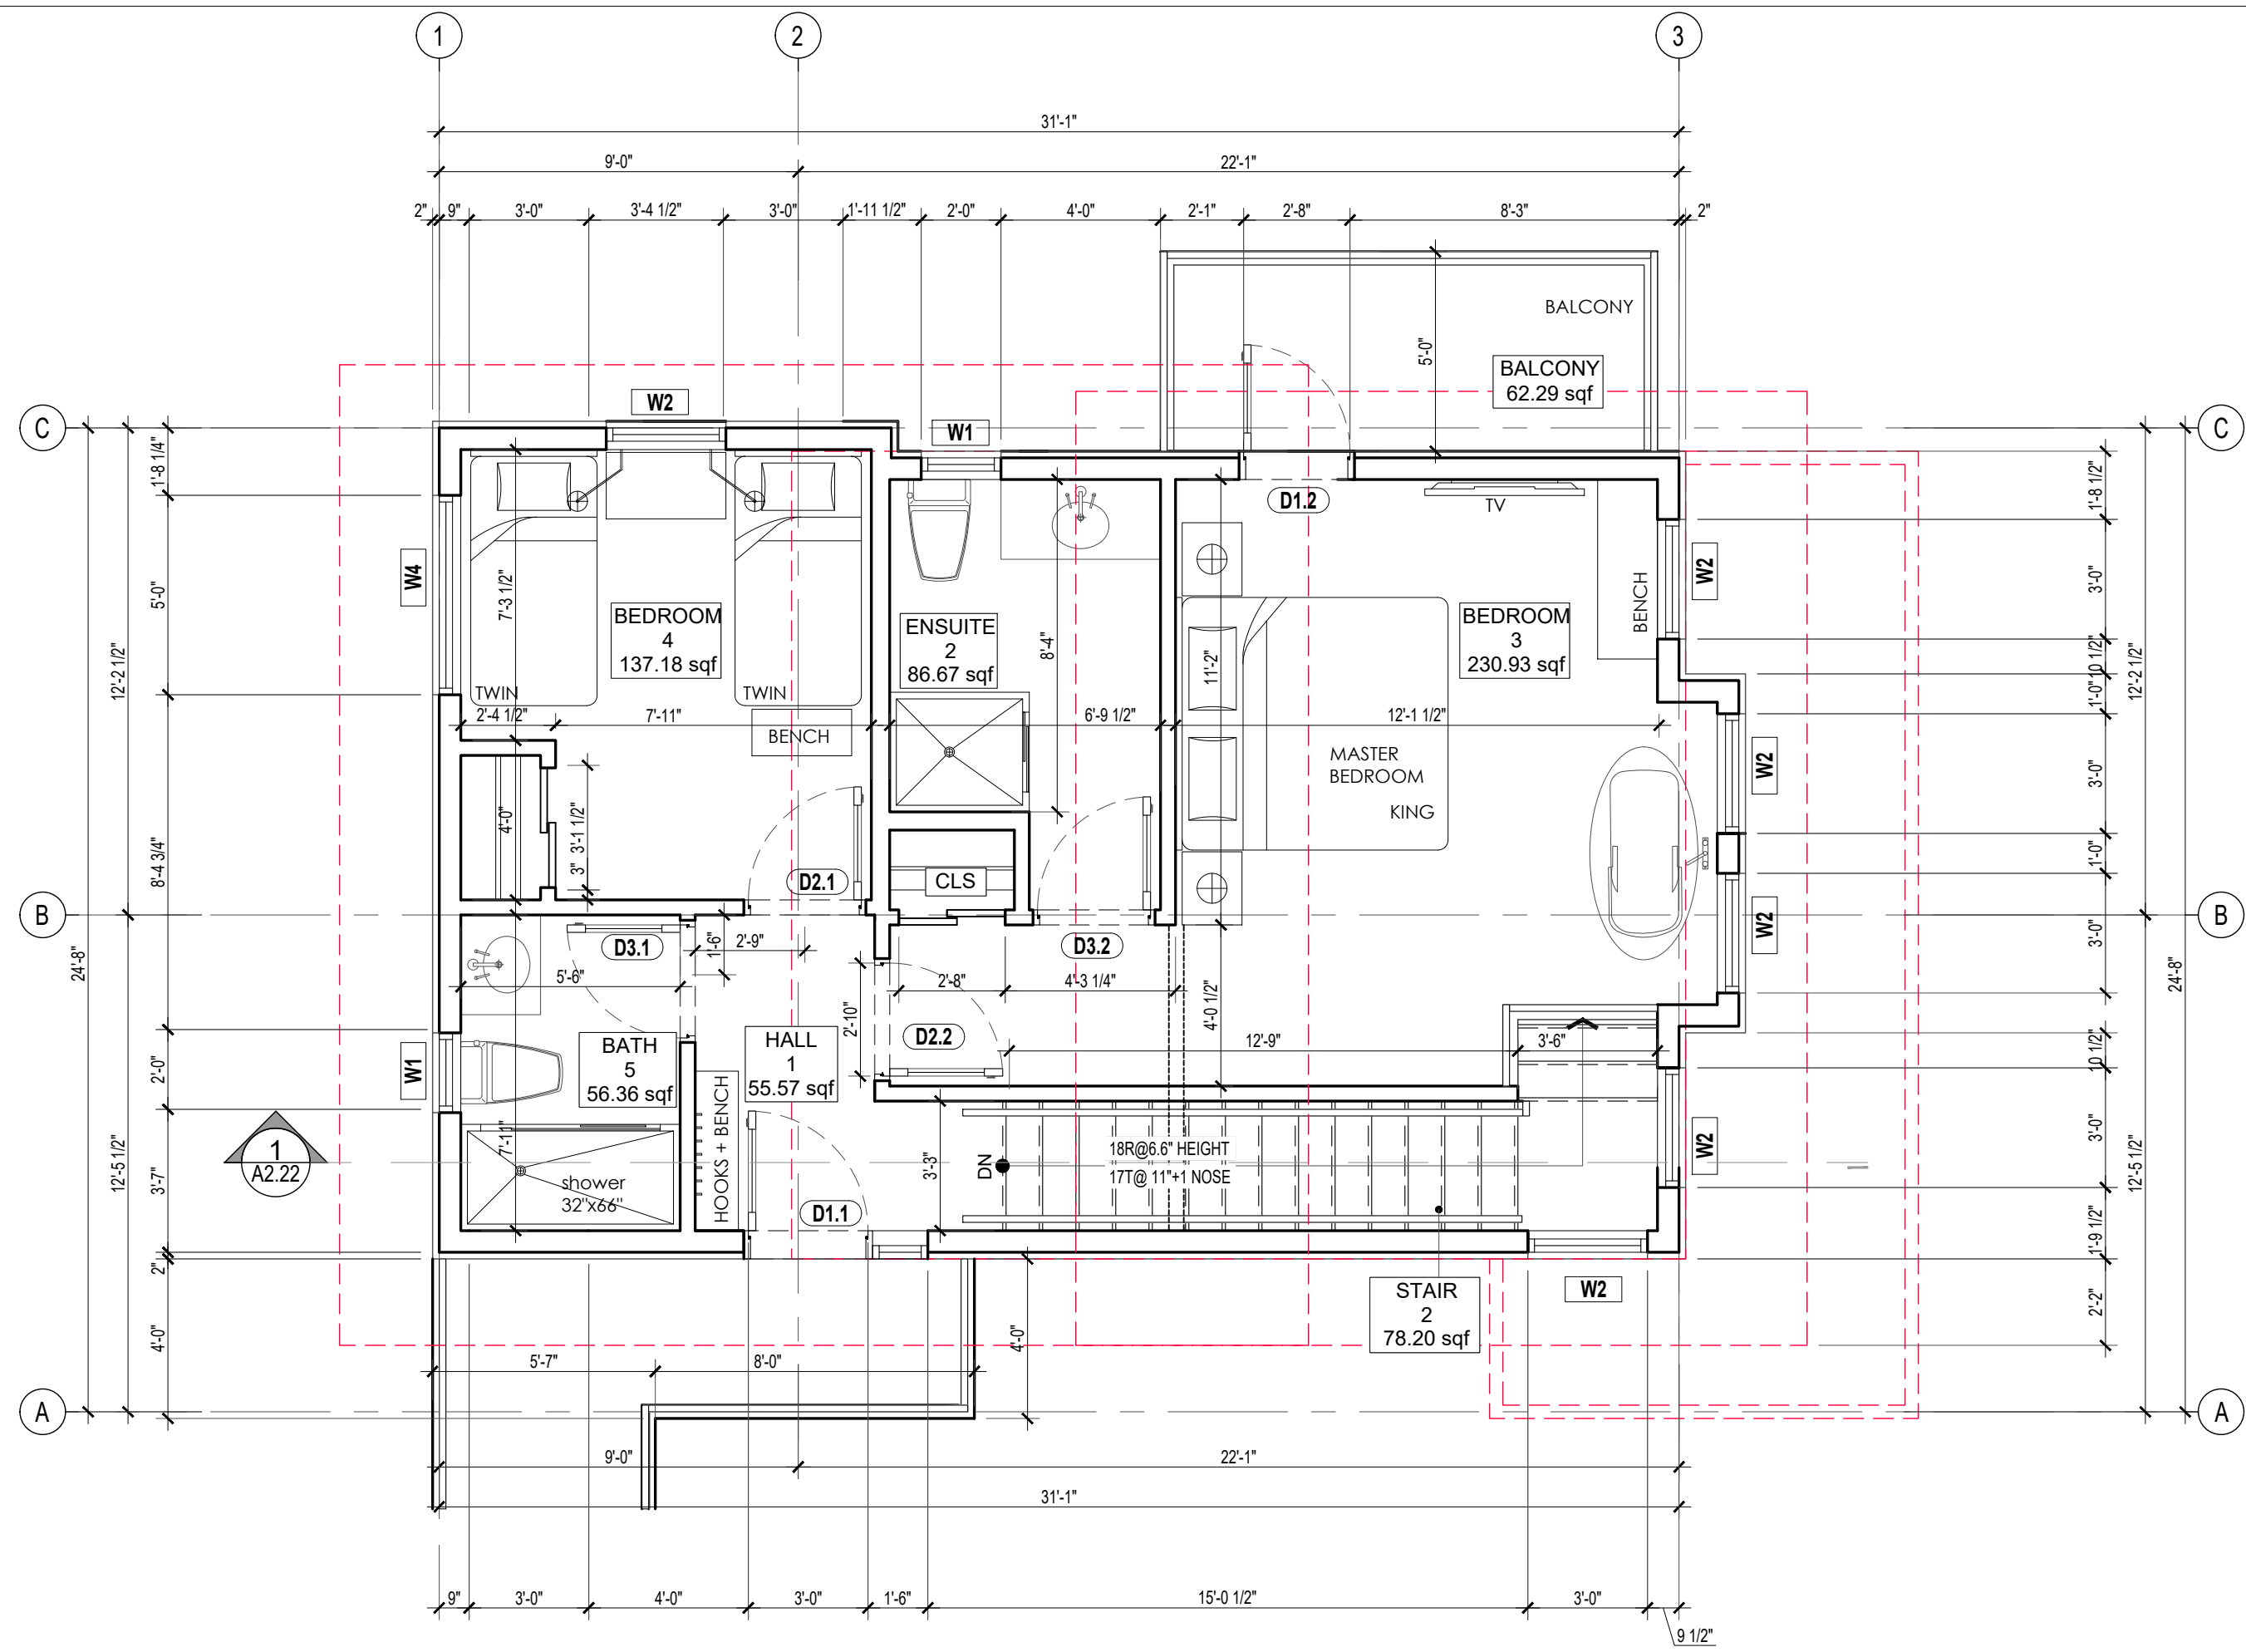 1
2
3
31'-1"
9'-0"
22'-1"
2"
9"
3'-0"
3'-4 1/2"
3'-0"
1'-11 1/2"
2'-0"
4'-0"
2'-1"
2'-8"
8'-3"
2"
BALCONY
5'-0"
BALCONY
62.29 sqf
W2
W1
C
C
1'-8 1/4"
1'-8 1/2"
D1.2
TV
W4
5'-0"
7'-3 1/2"
BEDROOM
4
137.18 sqf
ENSUITE
2
86.67 sqf
8'-4"
11'-2"
BEDROOM
3
230.93 sqf
BENCH
W2
3'-0"
12'-2 1/2"
12'-2 1/2"
10 1/2"
1'-0"
TWIN
TWIN
2'-4 1/2"
7'-11"
6'-9 1/2"
12'-1 1/2"
BENCH
MASTER
BEDROOM
KING
W2
3'-0"
4'-0"
3'-1 1/2"
3"
8'-4 3/4"
D2.1
CLS
1'-0"
B
B
W2
3'-0"
D3.1
1'-6"
2'-9"
D3.2
24'-8"
24'-8"
5'-6"
2'-8"
4'-3 1/4"
4'-0 1/2"
2'-10"
D2.2
12'-9"
3'-6"
10 1/2"
W1
2'-0"
BATH
5
56.36 sqf
HALL
1
55.57 sqf
HOOKS + BENCH
7'-11"
1
A2.22
shower
32"x66"
3'-3"
DN
18R@6.6" HEIGHT
17T@ 11"+1 NOSE
W2
3'-0"
12'-5 1/2"
12'-5 1/2"
3'-7"
D1.1
1'-9 1/2"
2"
STAIR
2
78.20 sqf
W2
2'-2"
4'-0"
4'-0"
5'-7"
8'-0"
A
A
9'-0"
22'-1"
31'-1"
9"
3'-0"
4'-0"
3'-0"
1'-6"
15'-0 1/2"
3'-0"
9 1/2"